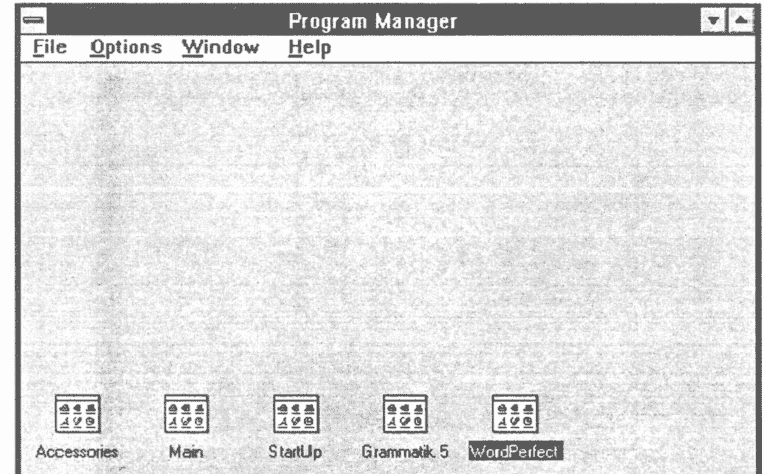 Program Manager
File Options Window Help
Accessories Main StartUp Grammatik 5 WordPerfect